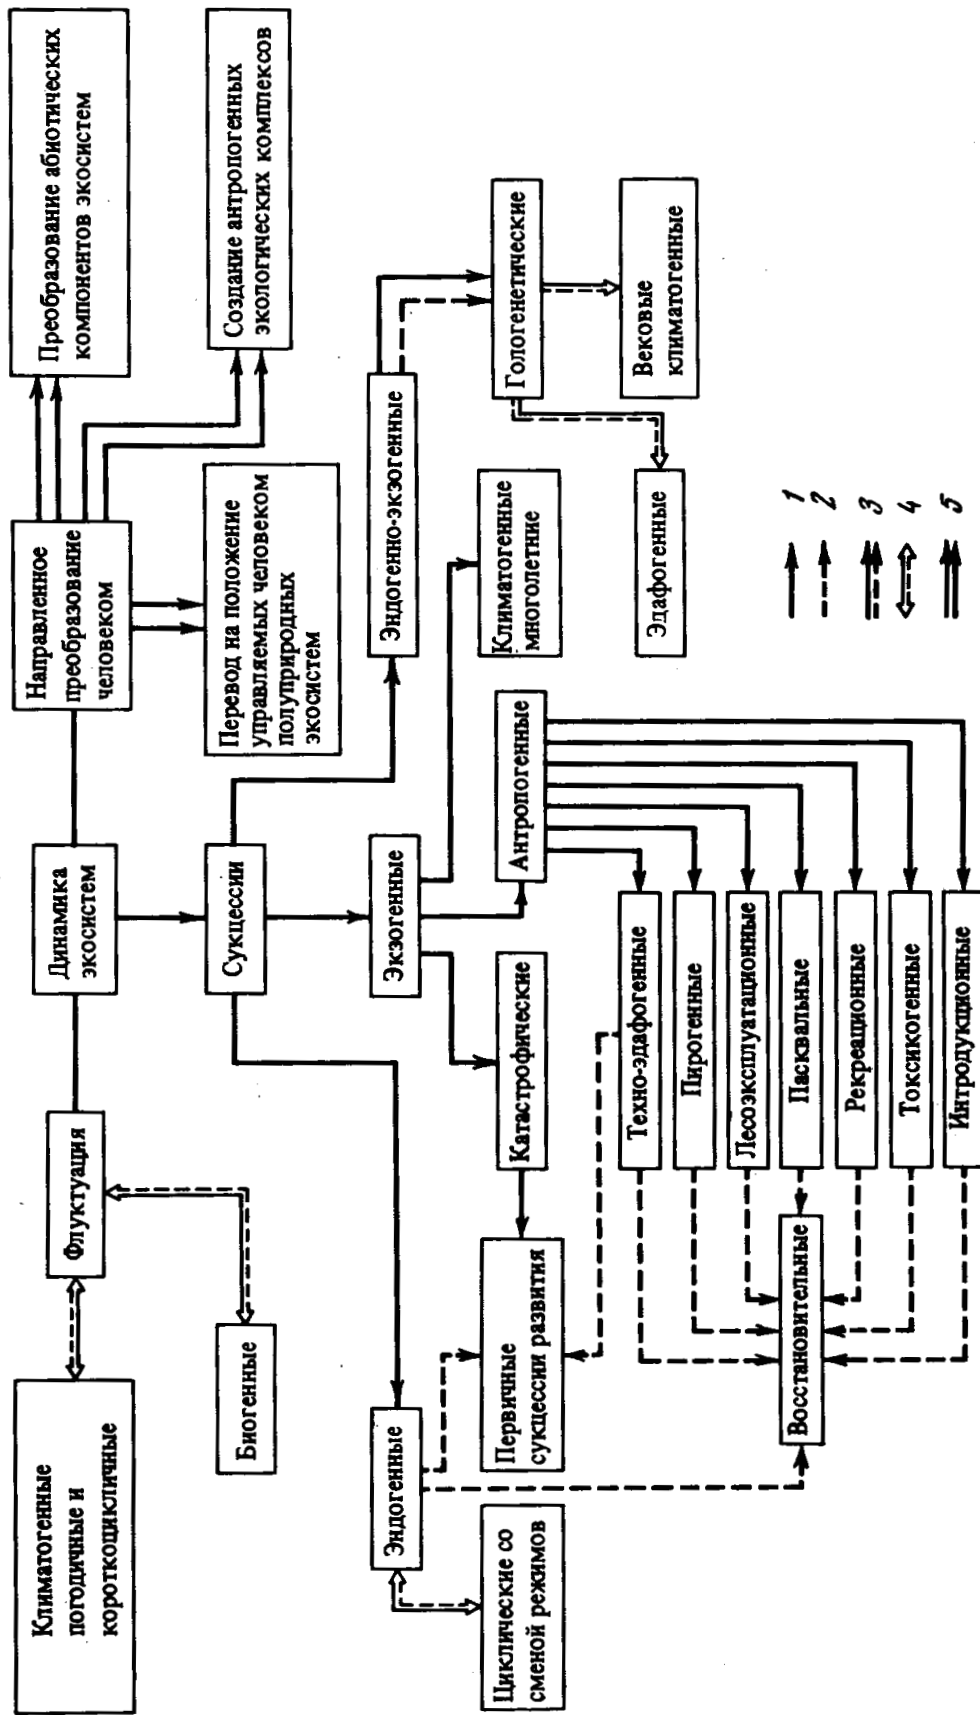 Климатогенные
погодичные и
короткоцикличные
Флуктуация
Динамика
экосистем
Направленное
преобразование
человеком
Преобразование абиотических
компонентов экосистем
Биогенные
Сукцессии
Перевод на положение
управляемых человеком
полуприродных
экосистем
Создание антропогенных
экологических комплексов
Эндогенные
Экзогенные
Эндогенно-экзогенные
Циклические со
сменой режимов
Первичные
сукцессии развития
Катастрофические
Антропогенные
Климатогенные
многолетние
Гологенетические
Эдафогенные
Вековые
климатогенные
Техно-эдафогенные
Пирогенные
Лесоэксплуатационные
Пасквальные
Рекреационные
Токсикогенные
Интродукционные
Восстановительные
1
2
3
4
5